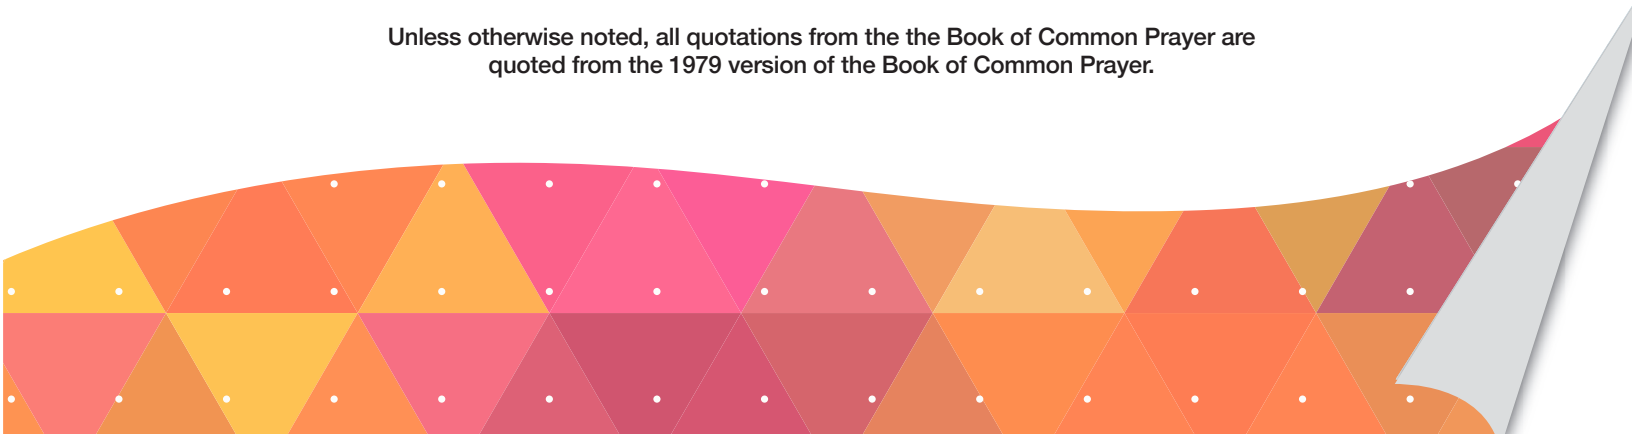 Unless otherwise noted, all quotations from the the Book of Common Prayer are
quoted from the 1979 version of the Book of Common Prayer.